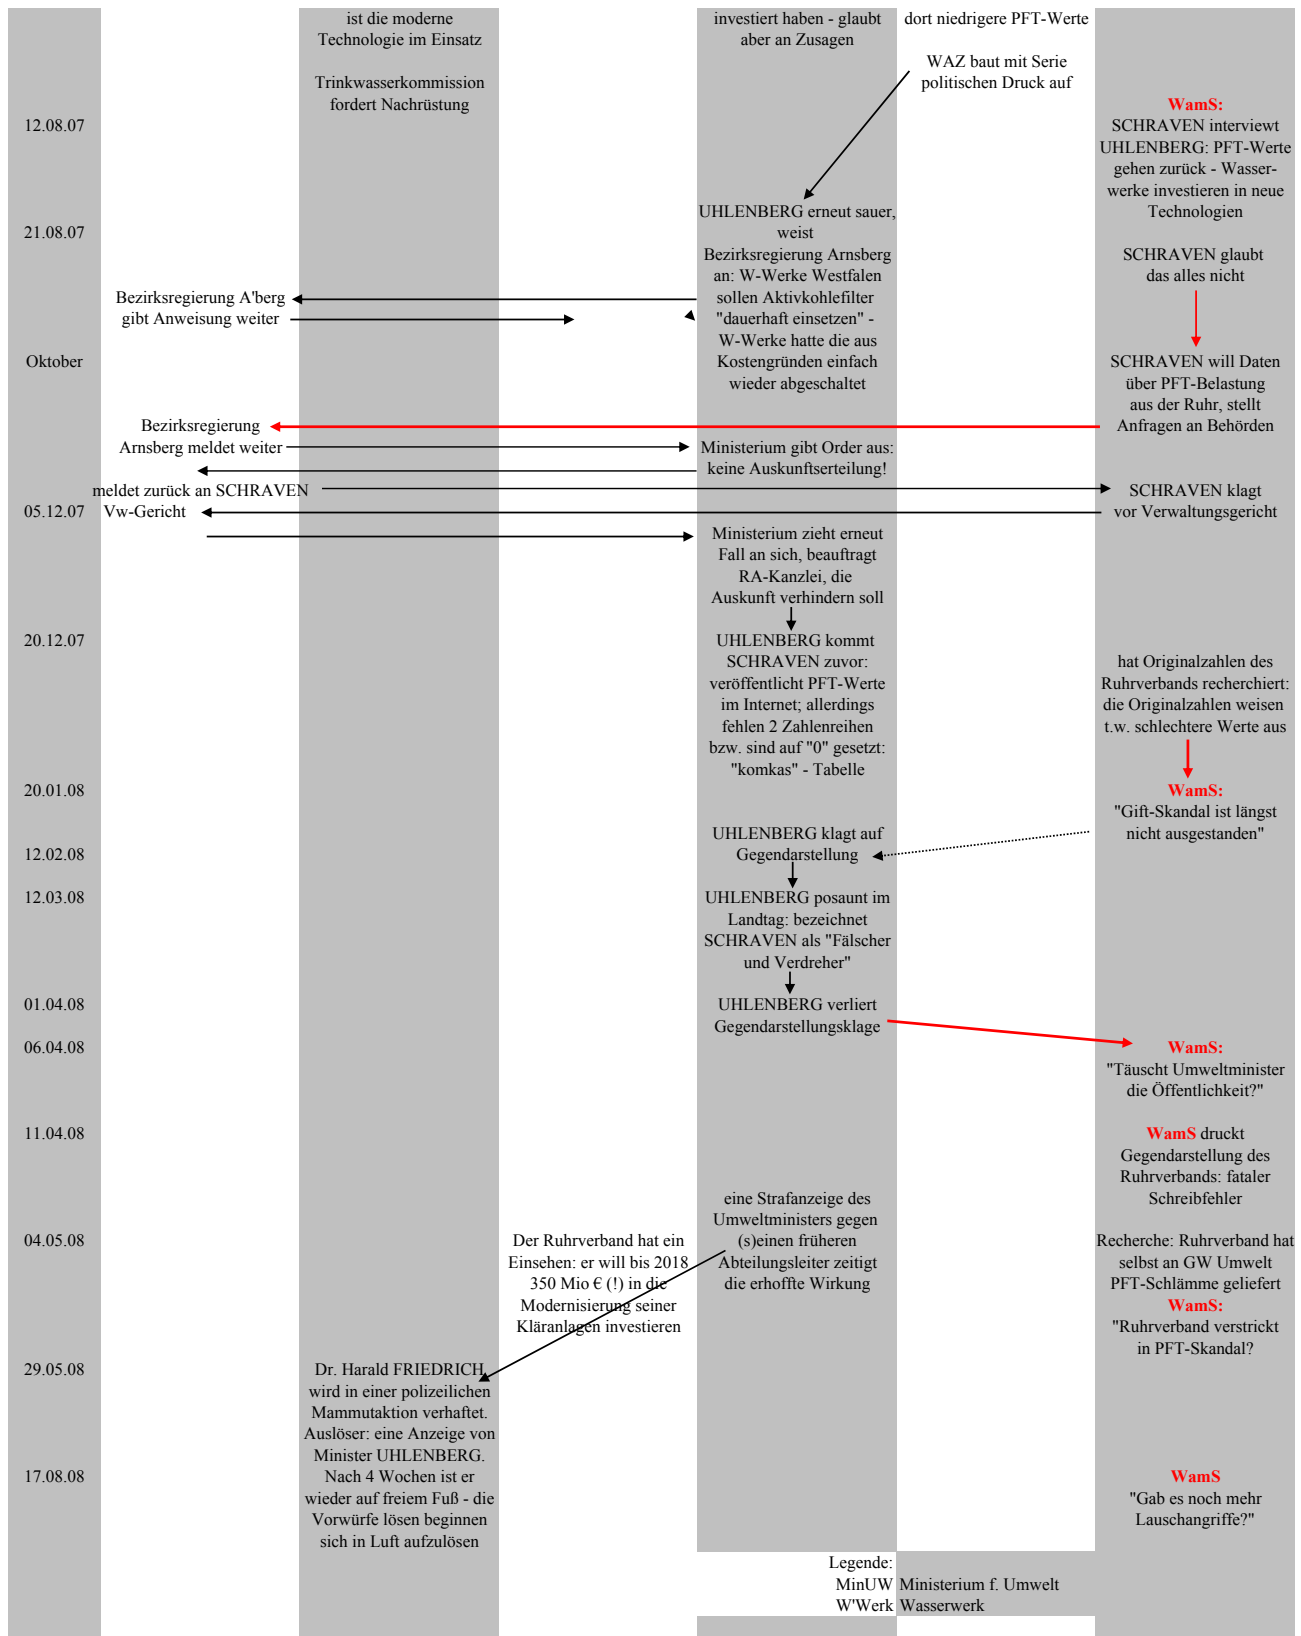 ist die moderne
Technologie im Einsatz
Trinkwasserkommission
fordert Nachrüstung
investiert haben - glaubt
aber an Zusagen
dort niedrigere PFT-Werte
WAZ baut mit Serie
politischen Druck auf
12.08.07
WamS:
SCHRAVEN interviewt
UHLENBERG: PFT-Werte
gehen zurück - Wasser-
werke investieren in neue
Technologien
21.08.07
UHLENBERG erneut sauer,
weist
Bezirksregierung Arnsberg
an: W-Werke Westfalen
sollen Aktivkohlefilter
"dauerhaft einsetzen" -
W-Werke hatte die aus
Kostengründen einfach
wieder abgeschaltet
SCHRAVEN glaubt
das alles nicht
Bezirksregierung A'berg
gibt Anweisung weiter
Oktober
SCHRAVEN will Daten
über PFT-Belastung
aus der Ruhr, stellt
Anfragen an Behörden
Bezirksregierung
Arnsberg meldet weiter
Ministerium gibt Order aus:
keine Auskunftserteilung!
meldet zurück an SCHRAVEN
05.12.07
Vw-Gericht
SCHRAVEN klagt
vor Verwaltungsgericht
Ministerium zieht erneut
Fall an sich, beauftragt
RA-Kanzlei, die
Auskunft verhindern soll
20.12.07
UHLENBERG kommt
SCHRAVEN zuvor:
veröffentlicht PFT-Werte
im Internet; allerdings
fehlen 2 Zahlenreihen
bzw. sind auf "0" gesetzt:
"komkas" - Tabelle
hat Originalzahlen des
Ruhrverbands recherchiert:
die Originalzahlen weisen
t.w. schlechtere Werte aus
20.01.08
WamS:
"Gift-Skandal ist längst
nicht ausgestanden"
12.02.08
UHLENBERG klagt auf
Gegendarstellung
12.03.08
UHLENBERG posaunt im
Landtag: bezeichnet
SCHRAVEN als "Fälscher
und Verdreher"
01.04.08
UHLENBERG verliert
Gegendarstellungsklage
06.04.08
WamS:
"Täuscht Umweltminister
die Öffentlichkeit?"
11.04.08
WamS druckt
Gegendarstellung des
Ruhrverbands: fataler
Schreibfehler
04.05.08
Der Ruhrverband hat ein
Einsehen: er will bis 2018
350 Mio € (!) in die
Modernisierung seiner
Kläranlagen investieren
eine Strafanzeige des
Umweltministers gegen
(s)einen früheren
Abteilungsleiter zeitigt
die erhoffte Wirkung
Recherche: Ruhrverband hat
selbst an GW Umwelt
PFT-Schlämme geliefert
WamS:
"Ruhrverband verstrickt
in PFT-Skandal?
29.05.08
Dr. Harald FRIEDRICH
wird in einer polizeilichen
Mammutaktion verhaftet.
Auslöser: eine Anzeige von
Minister UHLENBERG.
Nach 4 Wochen ist er
wieder auf freiem Fuß - die
Vorwürfe lösen beginnen
sich in Luft aufzulösen
17.08.08
WamS
"Gab es noch mehr
Lauschangriffe?"
Legende:
MinUW Ministerium f. Umwelt
W'Werk Wasserwerk